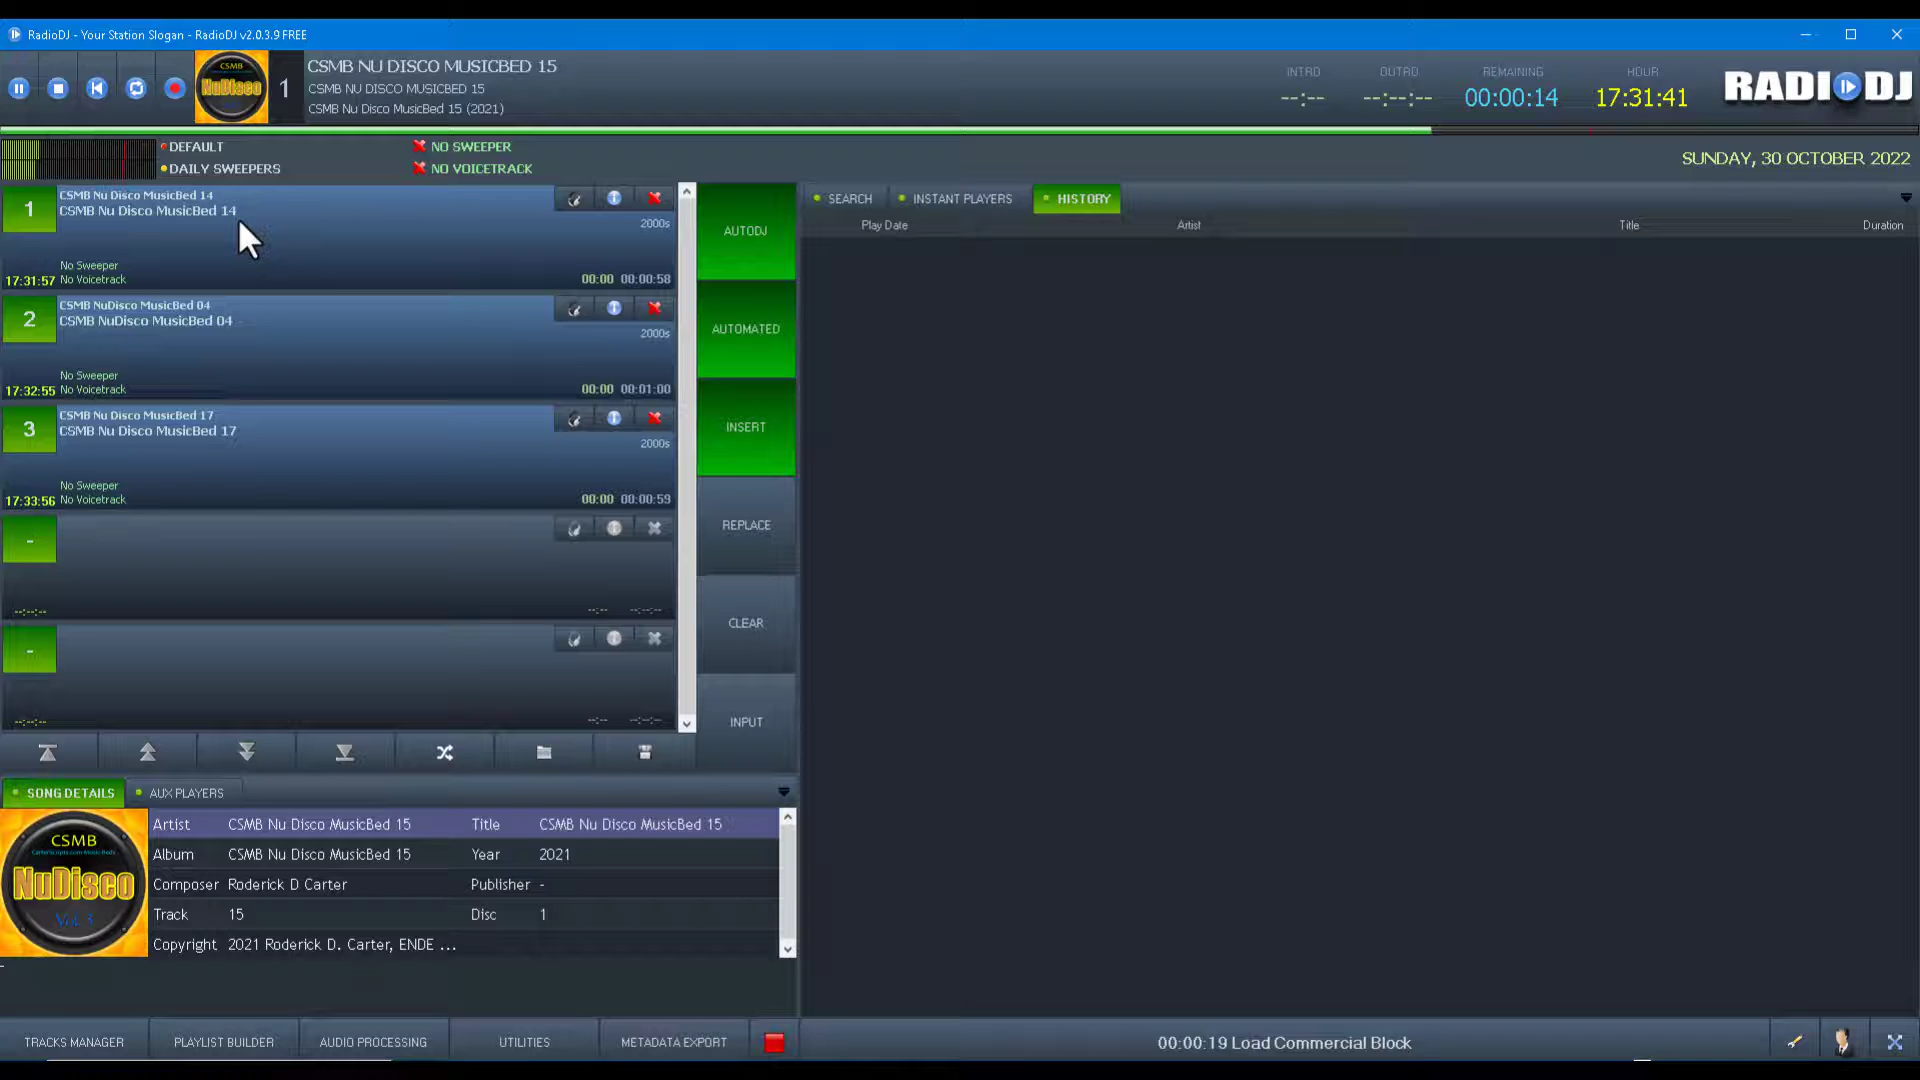 RadioDJ - Your Station Slogan - RadioDJ v2.0.3.9 FREE
CSMB
NuDisco
1
CSMB NU DISCO MUSICBED 15
CSMB NU DISCO MUSICBED 15
CSMB Nu Disco MusicBed 15 (2021)
INTRO
--:--
OUTRO
--:--:--
REMAINING
00:00:14
HOUR
17:31:41
RADIODJ
DEFAULT
DAILY SWEEPERS
NO SWEEPER
NO VOICETRACK
SUNDAY, 30 OCTOBER 2022
1
CSMB Nu Disco MusicBed 14
CSMB Nu Disco MusicBed 14
2000s
No Sweeper
17:31:57 No Voicetrack
00:00 00:00:58
2
CSMB NuDisco MusicBed 04
CSMB NuDisco MusicBed 04
2000s
No Sweeper
17:32:55 No Voicetrack
00:00 00:01:00
3
CSMB Nu Disco MusicBed 17
CSMB Nu Disco MusicBed 17
2000s
No Sweeper
17:33:56 No Voicetrack
00:00 00:00:59
-
--:--:--
--:-- --:--:--
-
--:--:--
--:-- --:--:--
AUTODJ
AUTOMATED
INSERT
REPLACE
CLEAR
INPUT
SEARCH
INSTANT PLAYERS
HISTORY
Play Date Artist Title Duration
SONG DETAILS
AUX PLAYERS
CSMB
CarterScripts.com Music Beds
NuDisco
Vol. 3
Artist CSMB Nu Disco MusicBed 15 Title CSMB Nu Disco MusicBed 15
Album CSMB Nu Disco MusicBed 15 Year 2021
Composer Roderick D Carter Publisher -
Track 15 Disc 1
Copyright 2021 Roderick D. Carter, ENDE ...
TRACKS MANAGER
PLAYLIST BUILDER
AUDIO PROCESSING
UTILITIES
METADATA EXPORT
00:00:19 Load Commercial Block